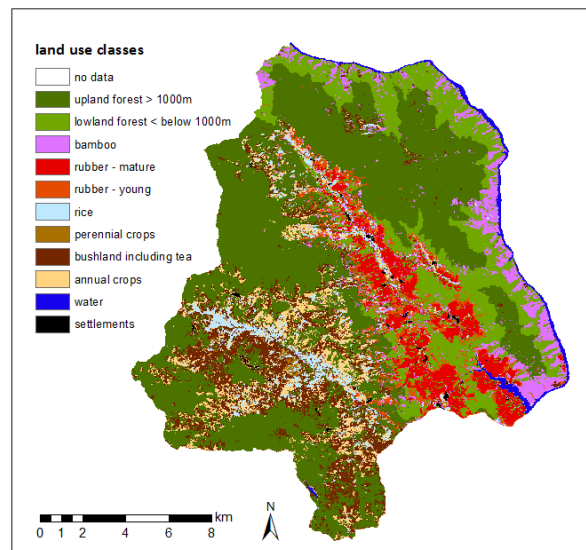 land use classes
no data
upland forest > 1000m
lowland forest < below 1000m
bamboo
rubber - mature
rubber - young
rice
perennial crops
bushland including tea
annual crops
water
settlements
km
0 1 2 4 6 8
N